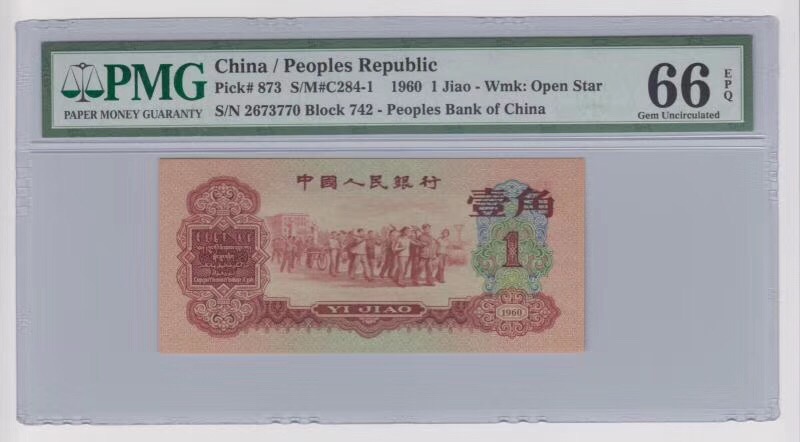 PMG
PAPER MONEY GUARANTY
China / Peoples Republic
Pick# 873 S/M#C284-1 1960 1 Jiao - Wmk: Open Star
S/N 2673770 Block 742 - Peoples Bank of China
66
EPQ
Gem Uncirculated
中國人民銀行
壹角
1
YI JIAO
1960